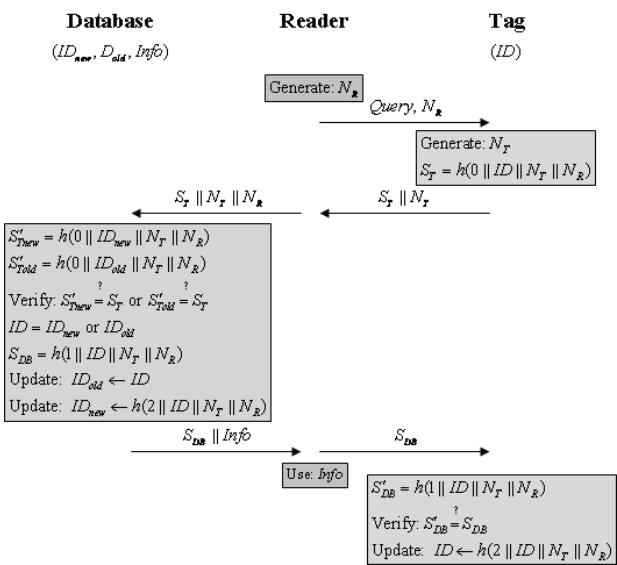 Database Reader Tag
(ID_new, D_old, Info) (ID)
Generate: N_R
Query, N_R
Generate: N_T
S_T = h(0 || ID || N_T || N_R)
S_T || N_T || N_R S_T || N_T
S'_Tnew = h(0 || ID_new || N_T || N_R)
S'_Told = h(0 || ID_old || N_T || N_R)
Verify: S'_Tnew ?= S_T or S'_Told ?= S_T
ID = ID_new or ID_old
S_DB = h(1 || ID || N_T || N_R)
Update: ID_old ← ID
Update: ID_new ← h(2 || ID || N_T || N_R)
S_DB || Info S_DB
Use: Info
S'_DB = h(1 || ID || N_T || N_R)
Verify: S'_DB ?= S_DB
Update: ID ← h(2 || ID || N_T || N_R)